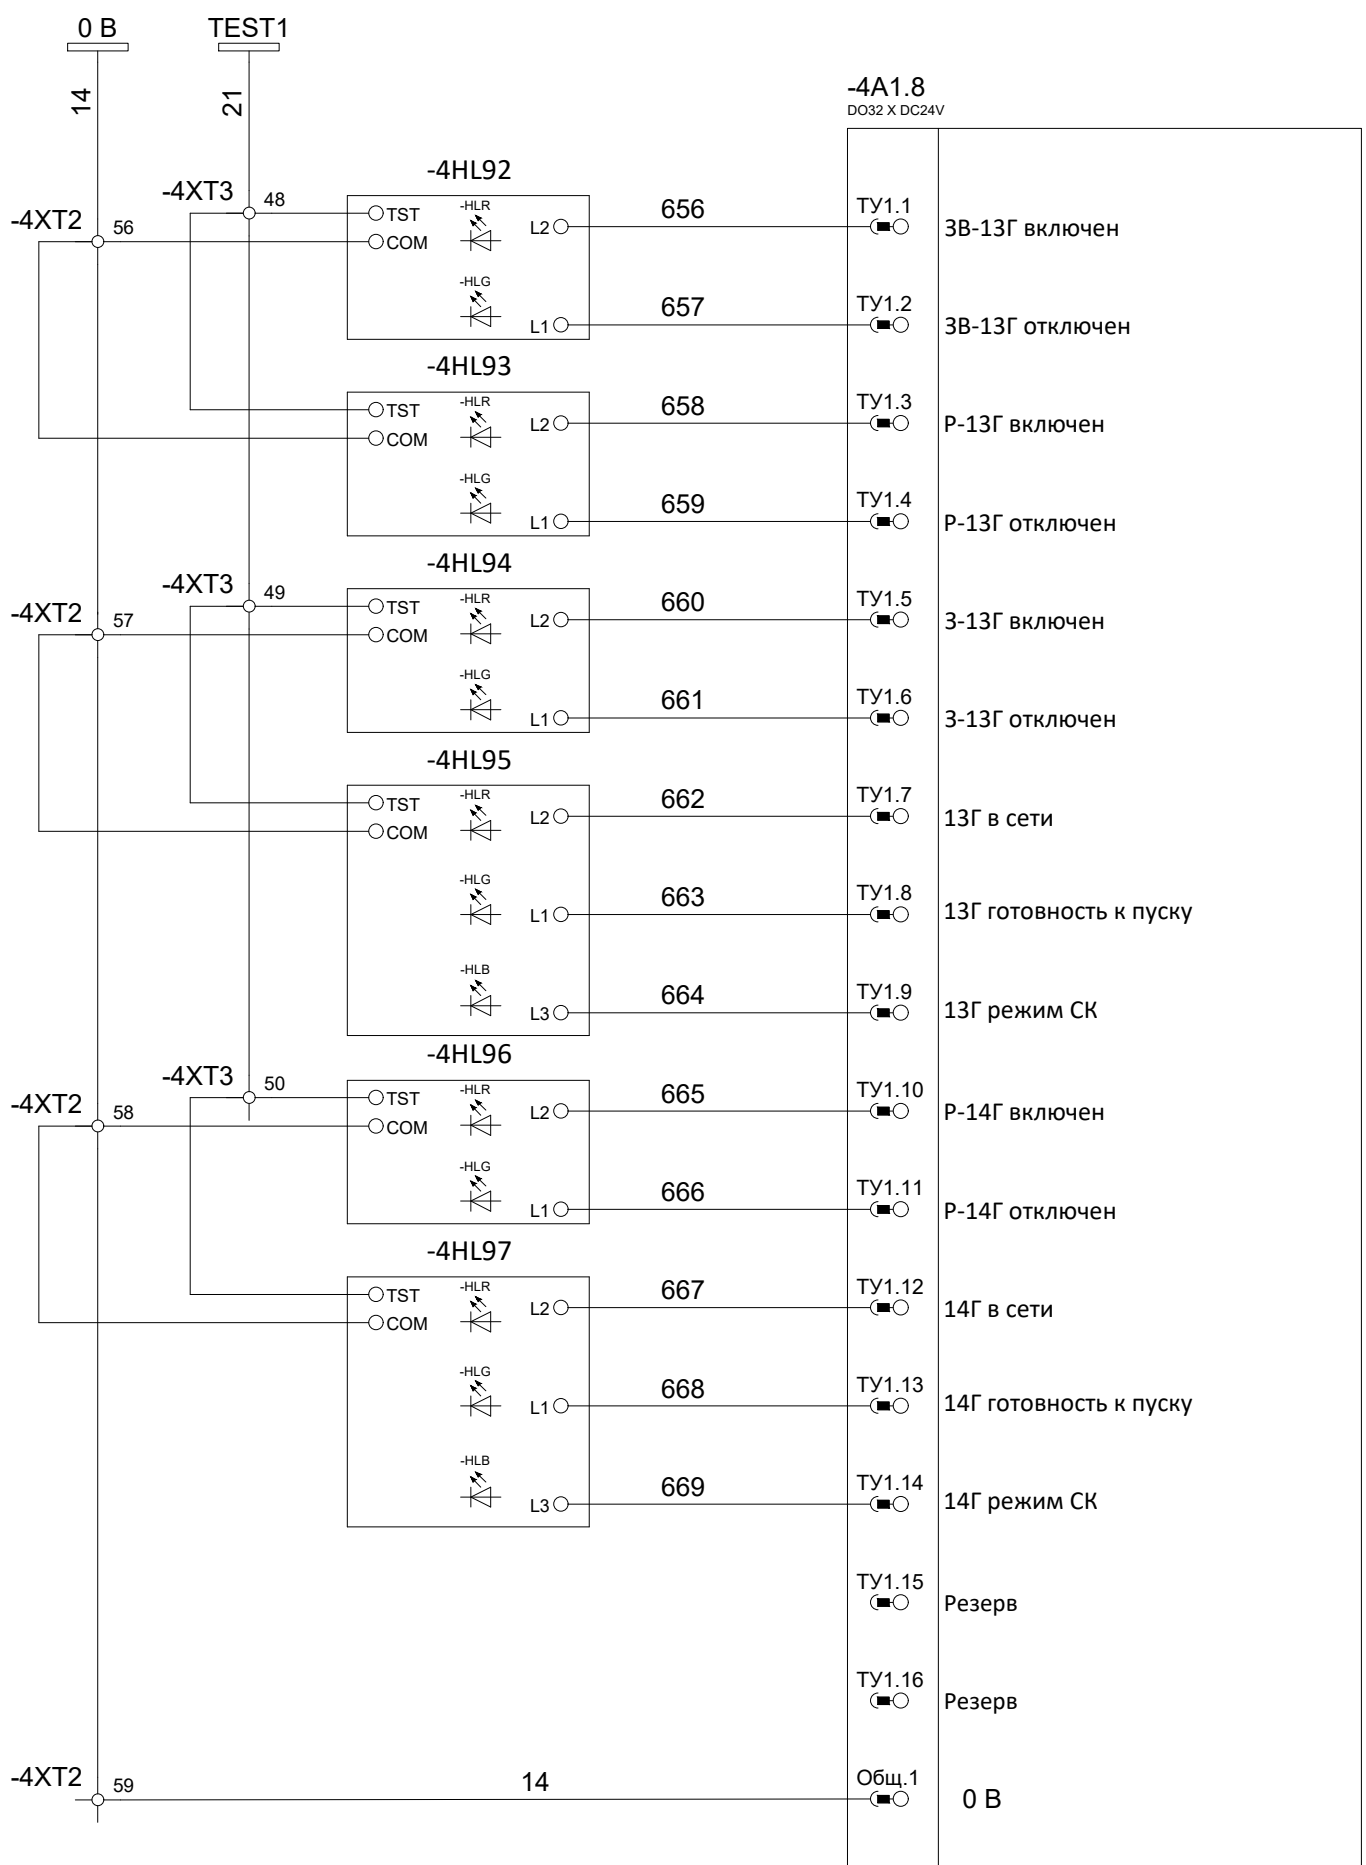 0 В
TEST1
14
21
-4A1.8
DO32 X DC24V
-4HL92
-4XT3
48
-4XT2
56
TST
COM
-HLR
L2
656
ТУ1.1
ЗВ-13Г включен
-HLG
L1
657
ТУ1.2
ЗВ-13Г отключен
-4HL93
TST
COM
-HLR
L2
658
ТУ1.3
Р-13Г включен
-HLG
L1
659
ТУ1.4
Р-13Г отключен
-4HL94
-4XT3
49
-4XT2
57
TST
COM
-HLR
L2
660
ТУ1.5
З-13Г включен
-HLG
L1
661
ТУ1.6
З-13Г отключен
-4HL95
TST
COM
-HLR
L2
662
ТУ1.7
13Г в сети
-HLG
L1
663
ТУ1.8
13Г готовность к пуску
-HLB
L3
664
ТУ1.9
13Г режим СК
-4HL96
-4XT3
50
-4XT2
58
TST
COM
-HLR
L2
665
ТУ1.10
Р-14Г включен
-HLG
L1
666
ТУ1.11
Р-14Г отключен
-4HL97
TST
COM
-HLR
L2
667
ТУ1.12
14Г в сети
-HLG
L1
668
ТУ1.13
14Г готовность к пуску
-HLB
L3
669
ТУ1.14
14Г режим СК
ТУ1.15
Резерв
ТУ1.16
Резерв
-4XT2
59
14
Общ.1
0 В